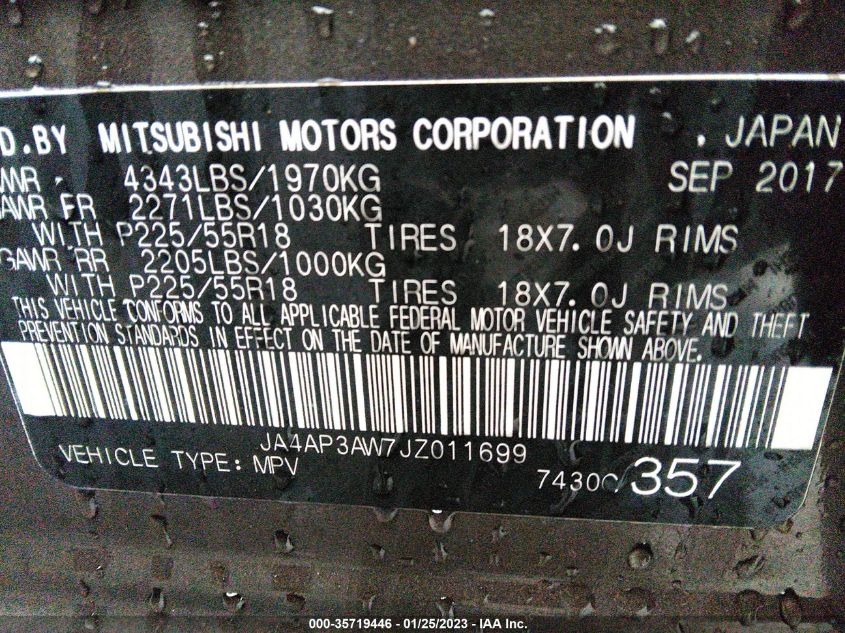 D.BY MITSUBISHI MOTORS CORPORATION , JAPAN
WR 4343LBS/1970KG SEP 2017
AWR FR 2271LBS/1030KG
WITH P225/55R18 TIRES 18X7.0J RIMS
GAWR RR 2205LBS/1000KG
WITH P225/55R18 TIRES 18X7.0J RIMS
THIS VEHICLE CONFORMS TO ALL APPLICABLE FEDERAL MOTOR VEHICLE SAFETY AND THEFT
PREVENTION STANDARDS IN EFFECT ON THE DATE OF MANUFACTURE SHOWN ABOVE.
JA4AP3AW7JZ011699
VEHICLE TYPE: MPV
7430C 357
000-35719446 - 01/25/2023 - IAA Inc.